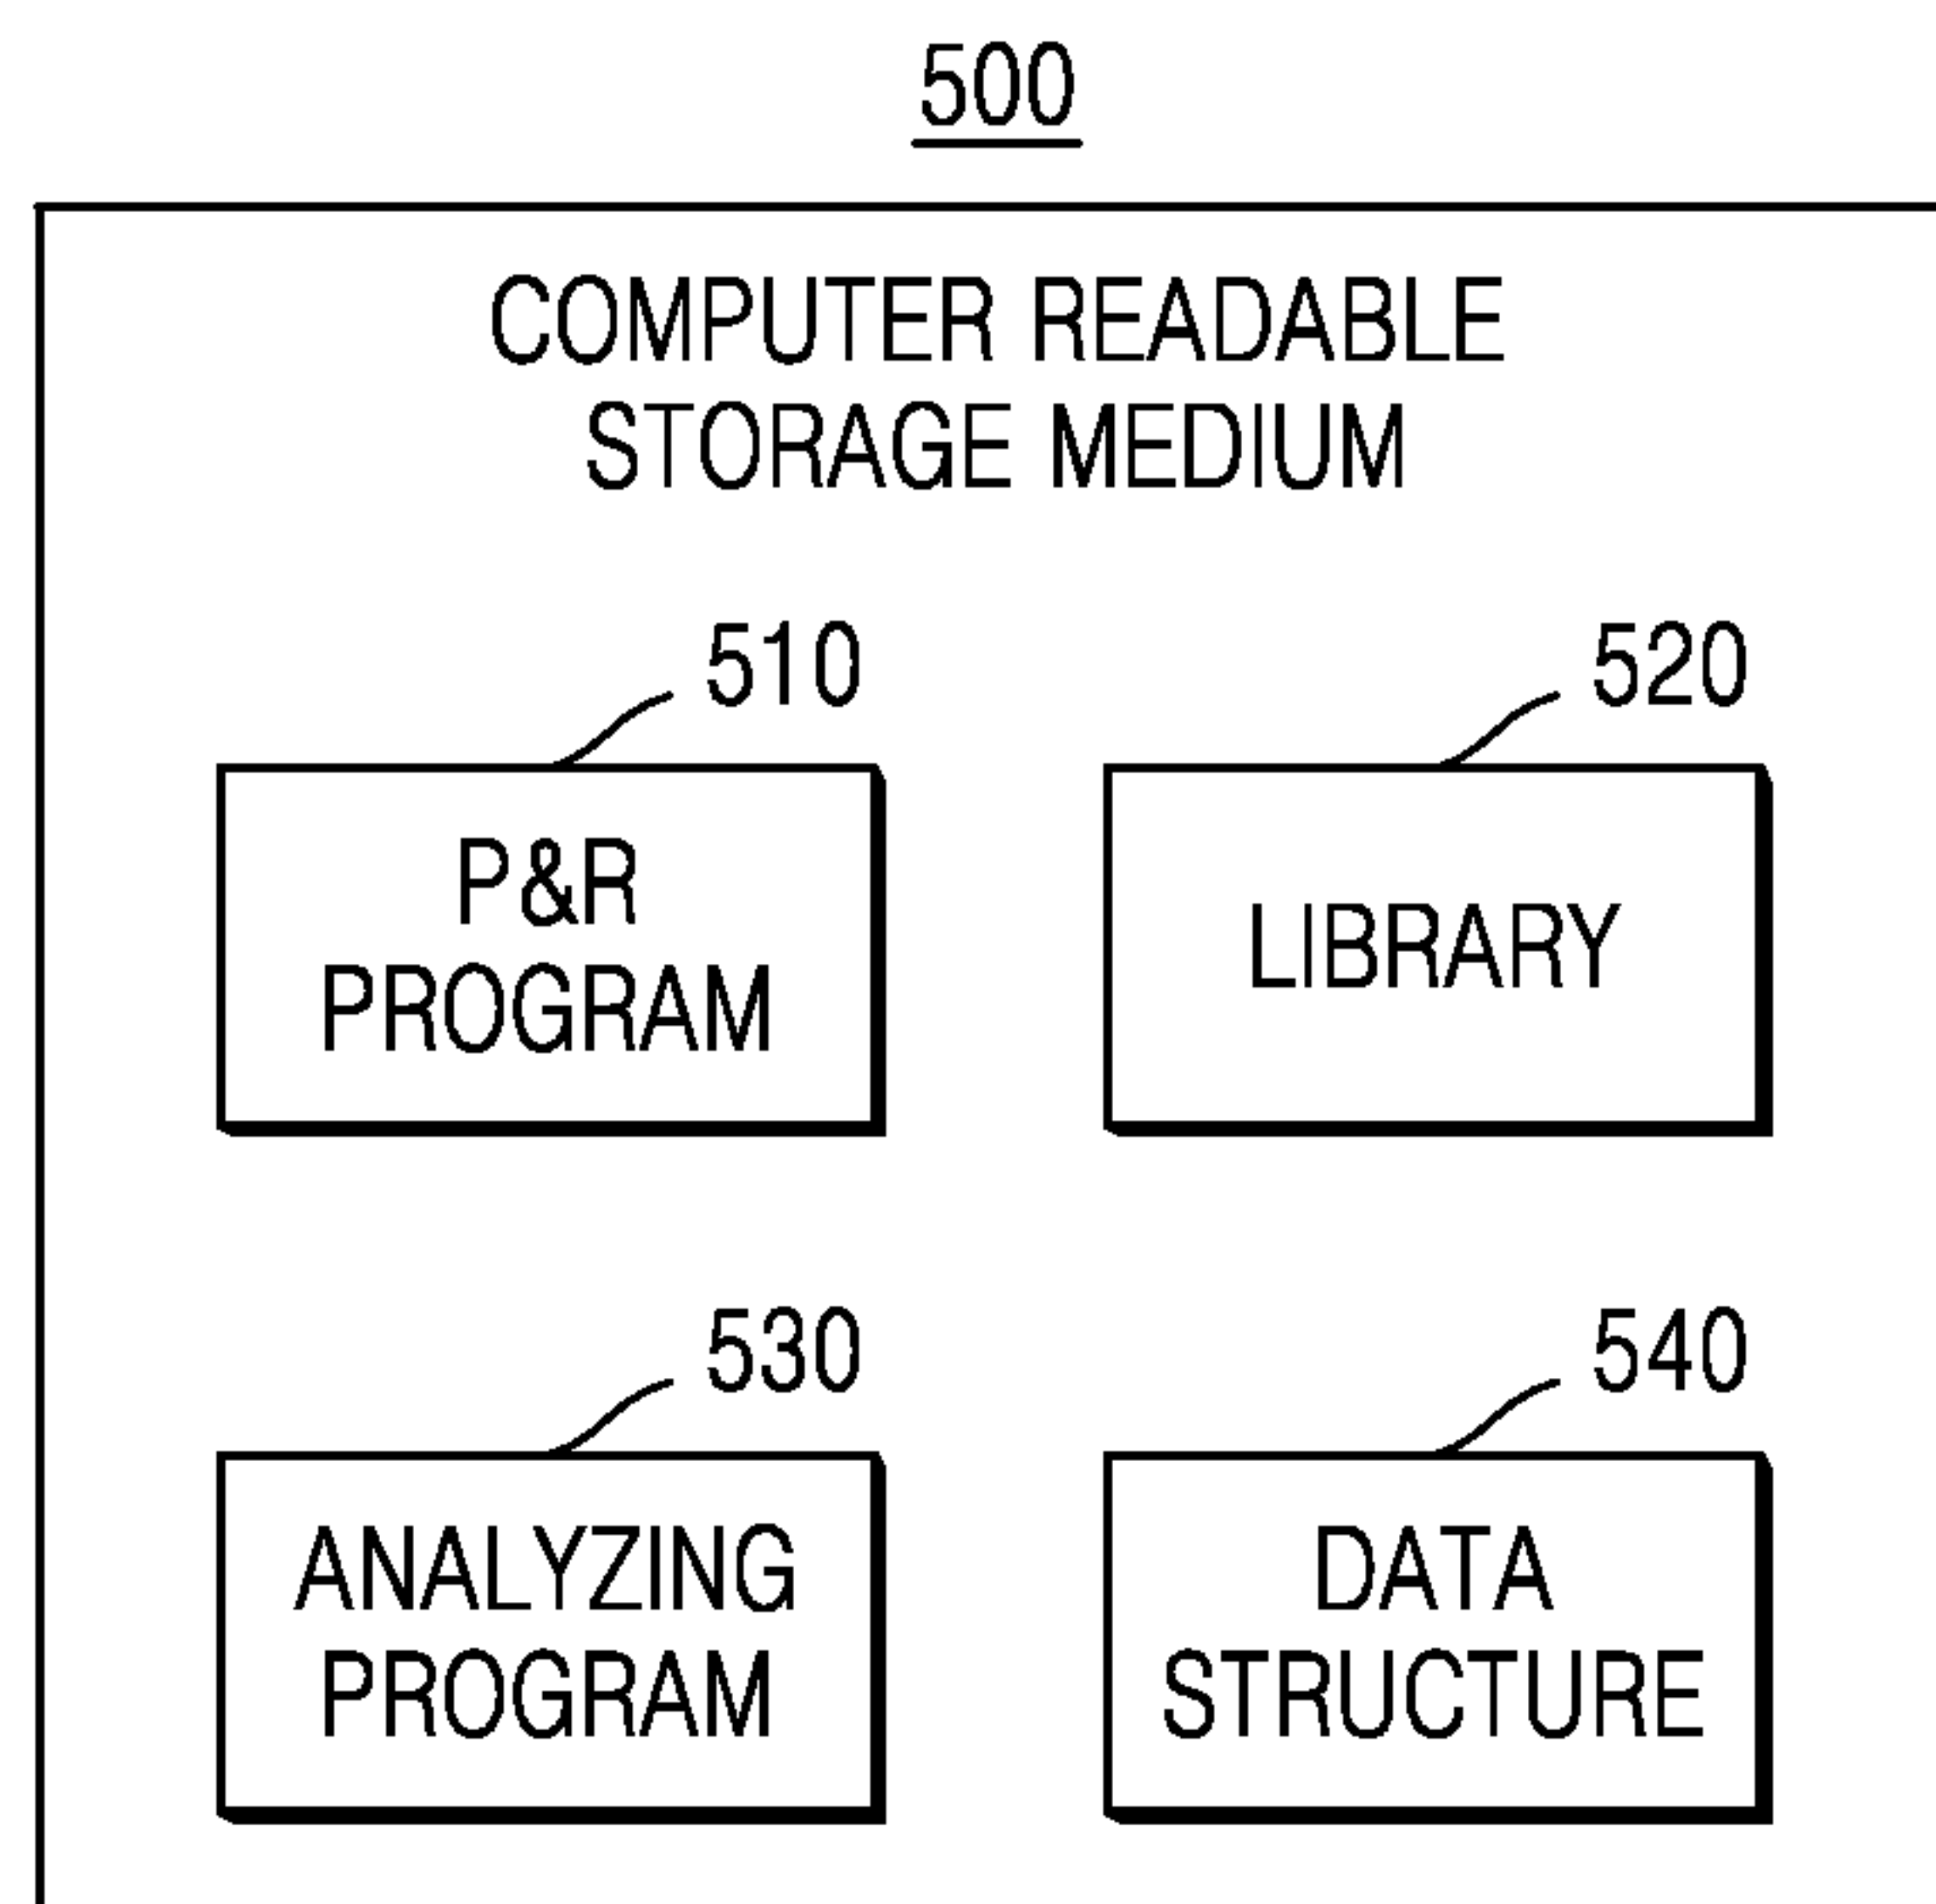 500
COMPUTER READABLE
STORAGE MEDIUM
510
P&R
PROGRAM
520
LIBRARY
530
ANALYZING
PROGRAM
540
DATA
STRUCTURE